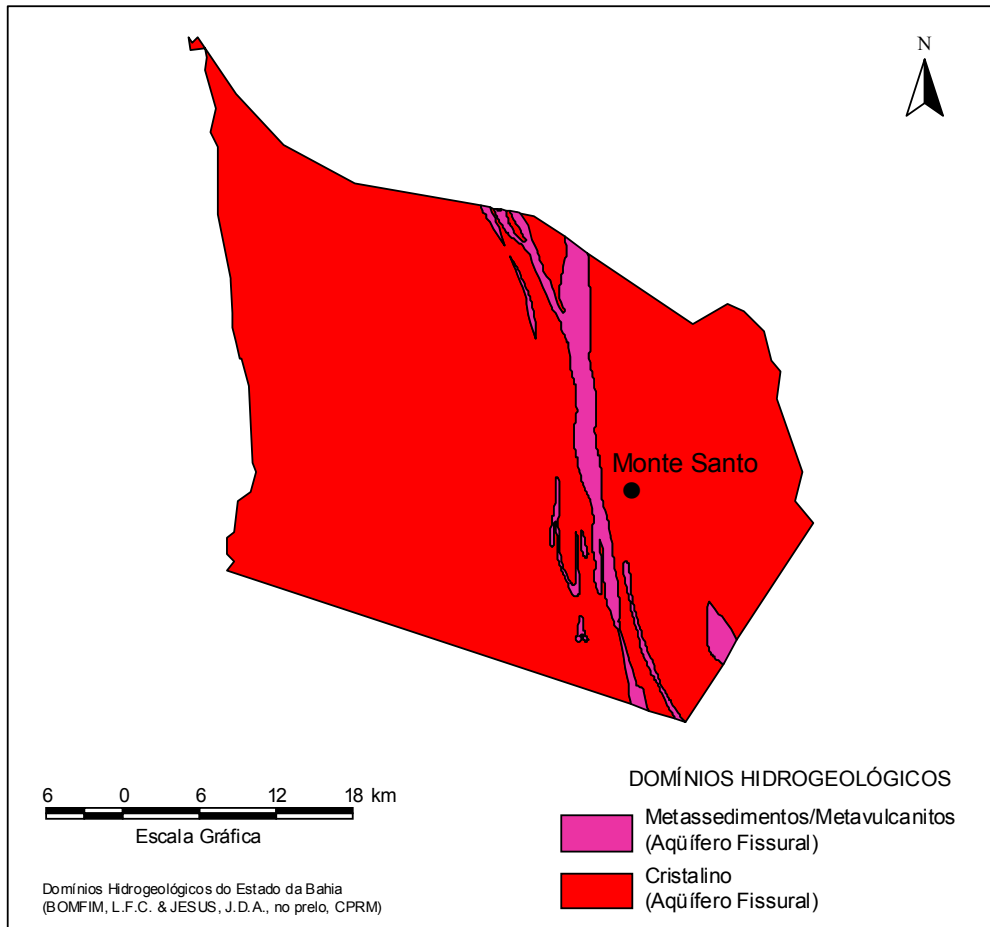 N
Monte Santo
DOMÍNIOS HIDROGEOLÓGICOS
6 0 6 12 18 km
Escala Gráfica
Metassedimentos/Metavulcanitos
(Aqüífero Fissural)
Cristalino
(Aqüífero Fissural)
Domínios Hidrogeológicos do Estado da Bahia
(BOMFIM, L.F.C. & JESUS, J.D.A., no prelo, CPRM)